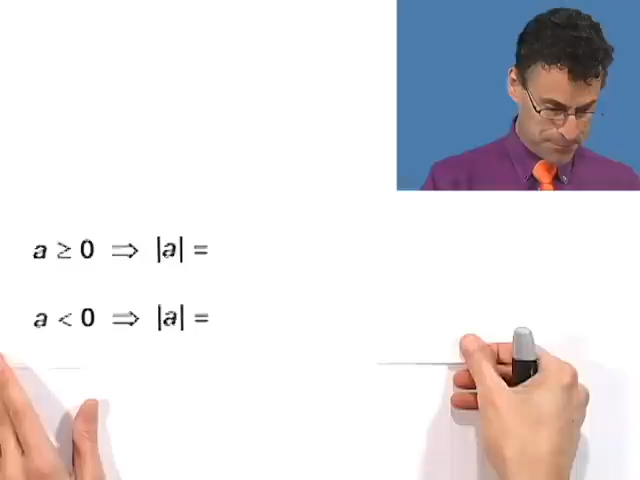 a ≥ 0 ⇒ |a| =
a < 0 ⇒ |a| =